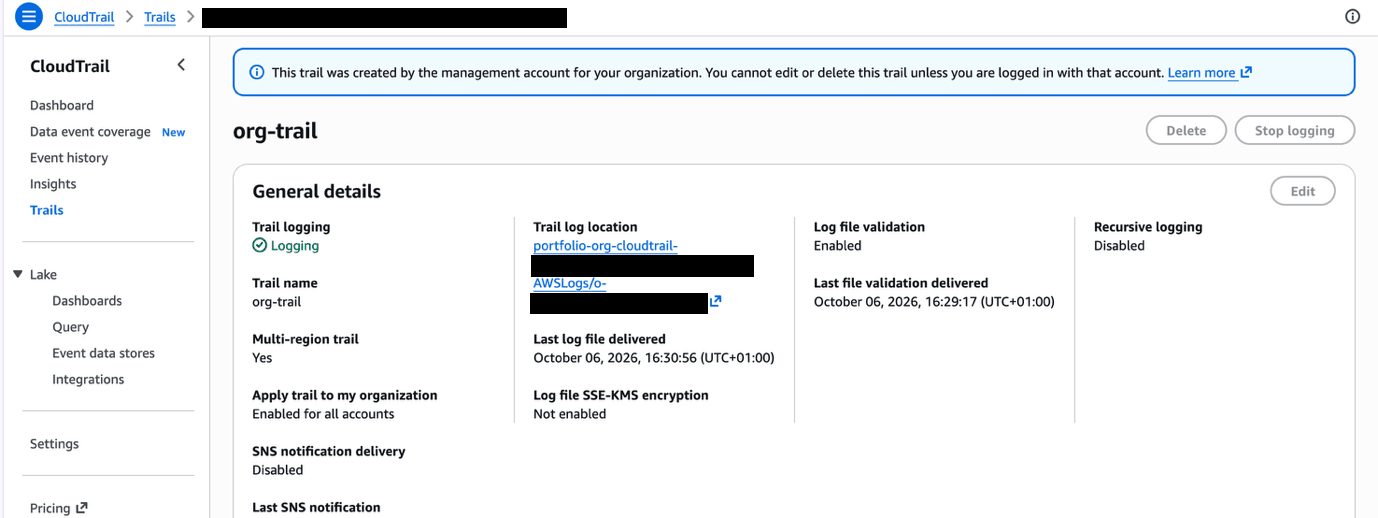 CloudTrail > Trails >
CloudTrail
Dashboard
Data event coverage New
Event history
Insights
Trails
Lake
Dashboards
Query
Event data stores
Integrations
Settings
Pricing
This trail was created by the management account for your organization. You cannot edit or delete this trail unless you are logged in with that account. Learn more
org-trail
Delete
Stop logging
General details
Edit
Trail logging
Logging
Trail name
org-trail
Multi-region trail
Yes
Apply trail to my organization
Enabled for all accounts
SNS notification delivery
Disabled
Last SNS notification
Trail log location
portfolio-org-cloudtrail-
AWSLogs/o-
Last log file delivered
October 06, 2026, 16:30:56 (UTC+01:00)
Log file SSE-KMS encryption
Not enabled
Log file validation
Enabled
Last file validation delivered
October 06, 2026, 16:29:17 (UTC+01:00)
Recursive logging
Disabled